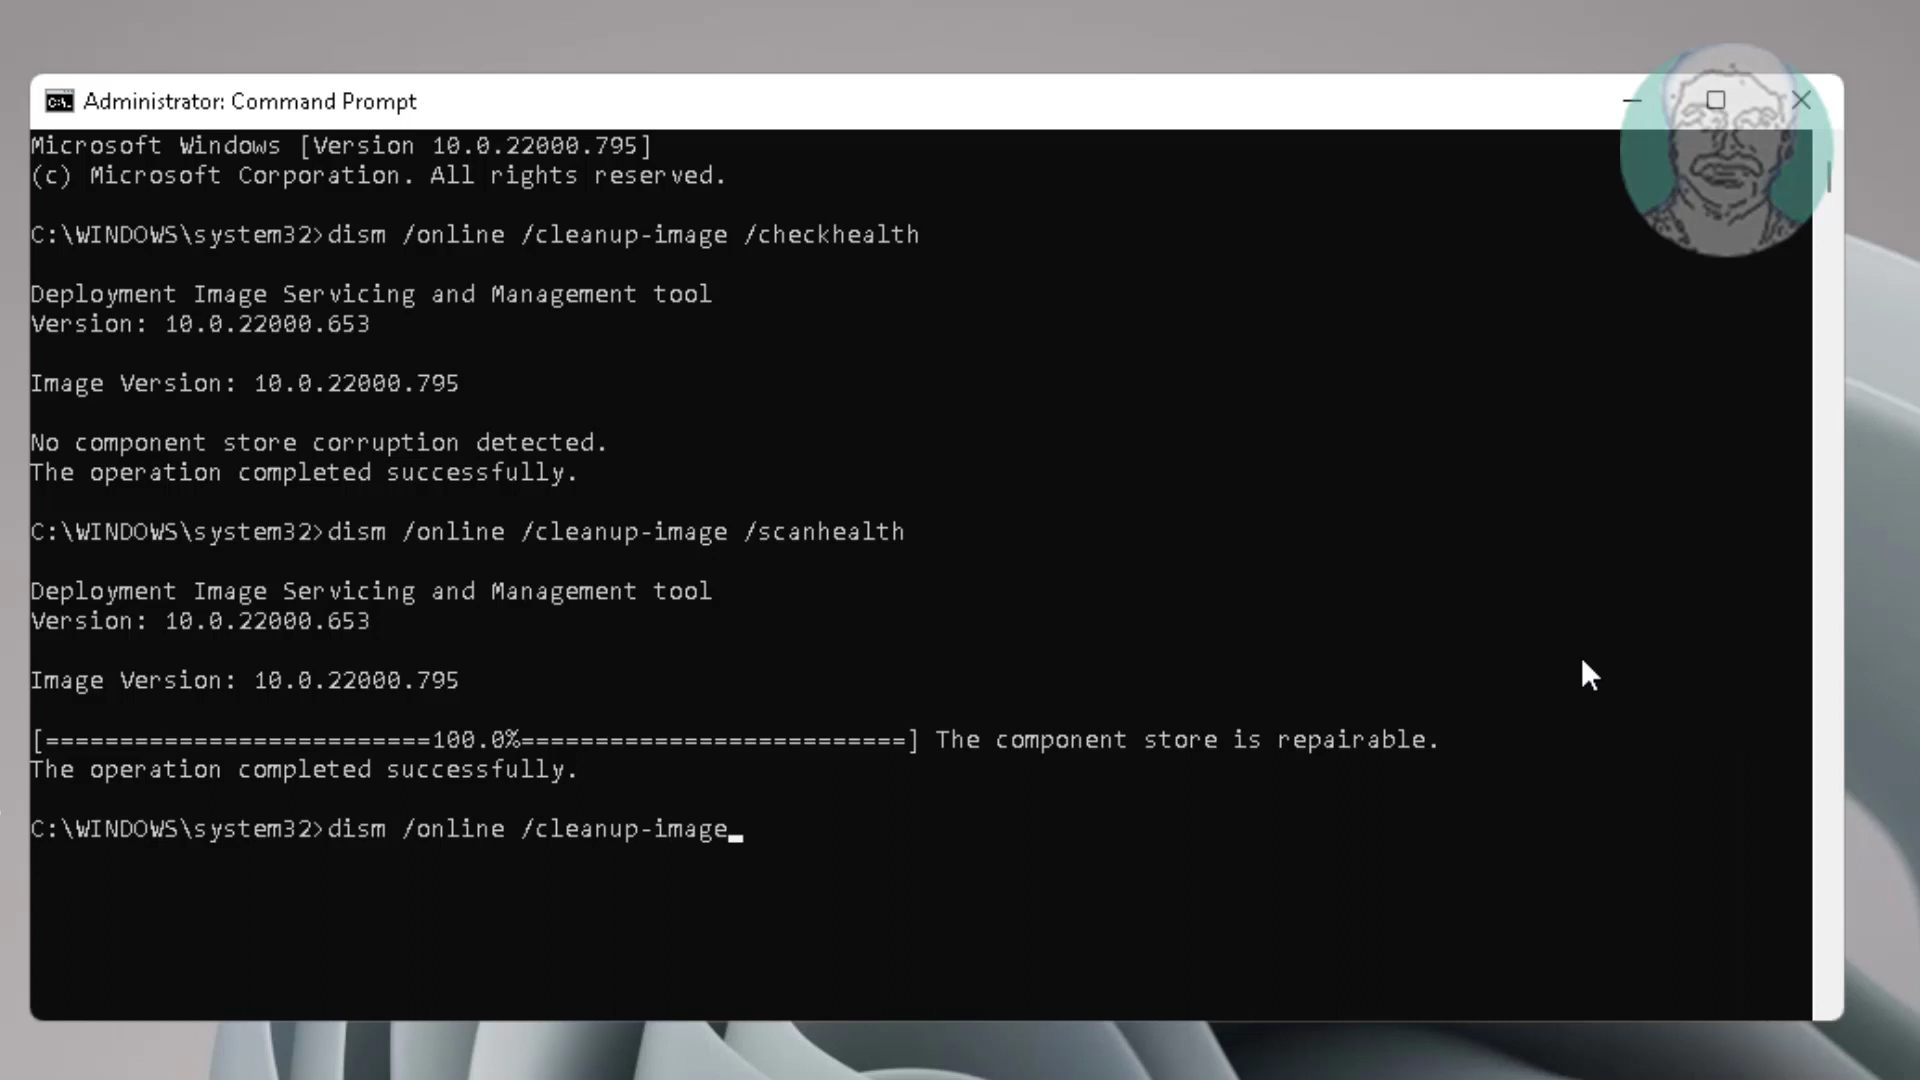 Administrator: Command Prompt
Microsoft Windows [Version 10.0.22000.795]
(c) Microsoft Corporation. All rights reserved.
C:\WINDOWS\system32>dism /online /cleanup-image /checkhealth
Deployment Image Servicing and Management tool
Version: 10.0.22000.653
Image Version: 10.0.22000.795
No component store corruption detected.
The operation completed successfully.
C:\WINDOWS\system32>dism /online /cleanup-image /scanhealth
Deployment Image Servicing and Management tool
Version: 10.0.22000.653
Image Version: 10.0.22000.795
[==========================100.0%==========================] The component store is repairable.
The operation completed successfully.
C:\WINDOWS\system32>dism /online /cleanup-image